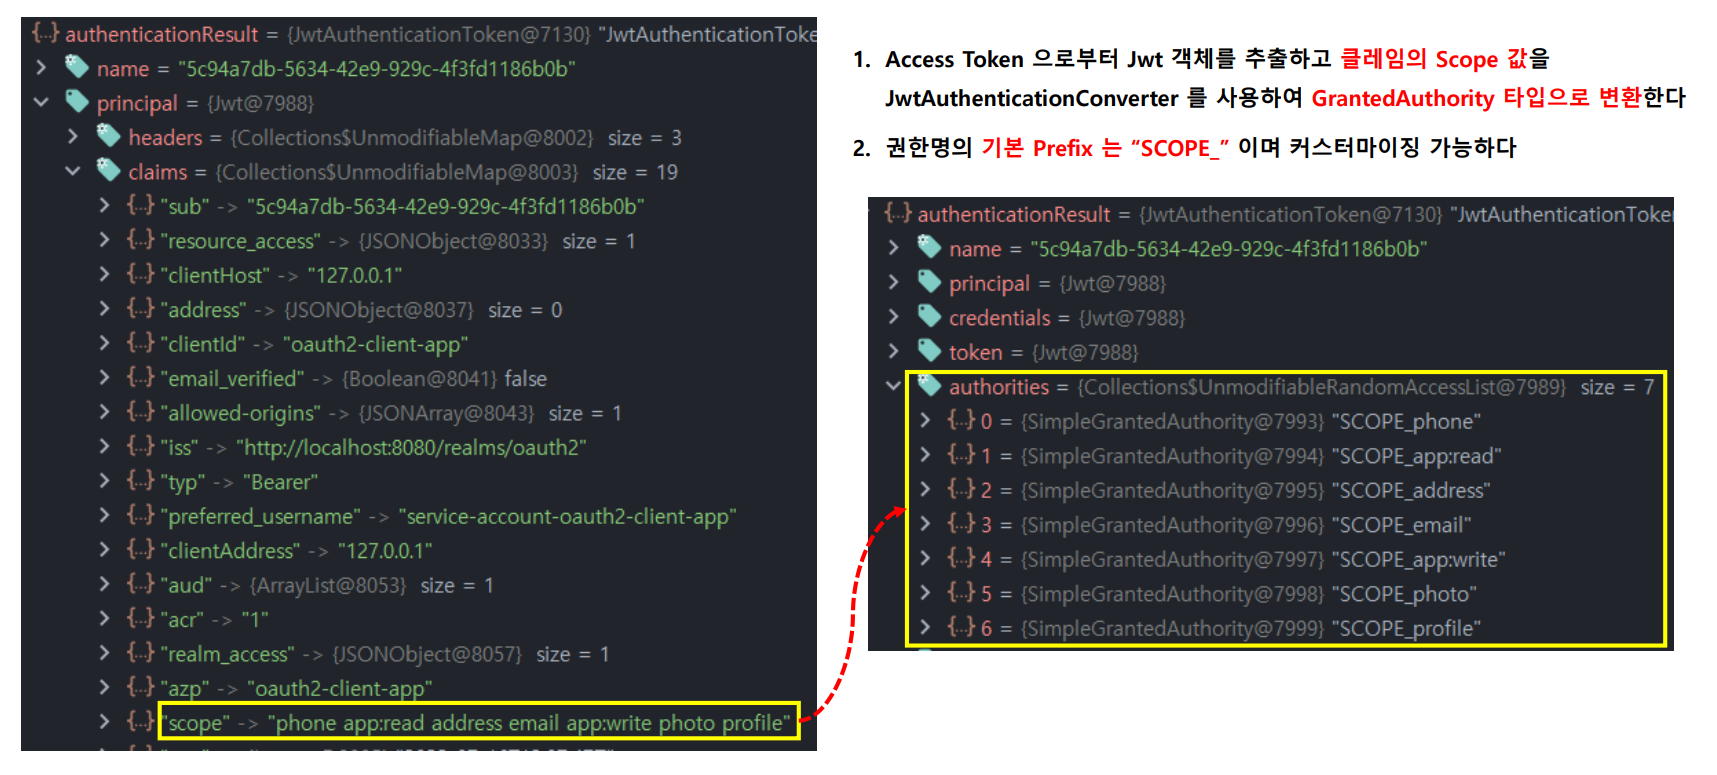 authenticationResult = {JwtAuthenticationToken@7130} "JwtAuthenticationToke
name = "5c94a7db-5634-42e9-929c-4f3fd1186b0b"
principal = {Jwt@7988}
headers = {Collections$UnmodifiableMap@8002} size = 3
claims = {Collections$UnmodifiableMap@8003} size = 19
"sub" -> "5c94a7db-5634-42e9-929c-4f3fd1186b0b"
"resource_access" -> {JSONObject@8033} size = 1
"clientHost" -> "127.0.0.1"
"address" -> {JSONObject@8037} size = 0
"clientId" -> "oauth2-client-app"
"email_verified" -> {Boolean@8041} false
"allowed-origins" -> {JSONArray@8043} size = 1
"iss" -> "http://localhost:8080/realms/oauth2"
"typ" -> "Bearer"
"preferred_username" -> "service-account-oauth2-client-app"
"clientAddress" -> "127.0.0.1"
"aud" -> {ArrayList@8053} size = 1
"acr" -> "1"
"realm_access" -> {JSONObject@8057} size = 1
"azp" -> "oauth2-client-app"
"scope" -> "phone app:read address email app:write photo profile"
1. Access Token 으로부터 Jwt 객체를 추출하고 클레임의 Scope 값을
JwtAuthenticationConverter 를 사용하여 GrantedAuthority 타입으로 변환한다
2. 권한명의 기본 Prefix 는 “SCOPE_” 이며 커스터마이징 가능하다
authenticationResult = {JwtAuthenticationToken@7130} "JwtAuthenticationToke
name = "5c94a7db-5634-42e9-929c-4f3fd1186b0b"
principal = {Jwt@7988}
credentials = {Jwt@7988}
token = {Jwt@7988}
authorities = {Collections$UnmodifiableRandomAccessList@7989} size = 7
0 = {SimpleGrantedAuthority@7993} "SCOPE_phone"
1 = {SimpleGrantedAuthority@7994} "SCOPE_app:read"
2 = {SimpleGrantedAuthority@7995} "SCOPE_address"
3 = {SimpleGrantedAuthority@7996} "SCOPE_email"
4 = {SimpleGrantedAuthority@7997} "SCOPE_app:write"
5 = {SimpleGrantedAuthority@7998} "SCOPE_photo"
6 = {SimpleGrantedAuthority@7999} "SCOPE_profile"